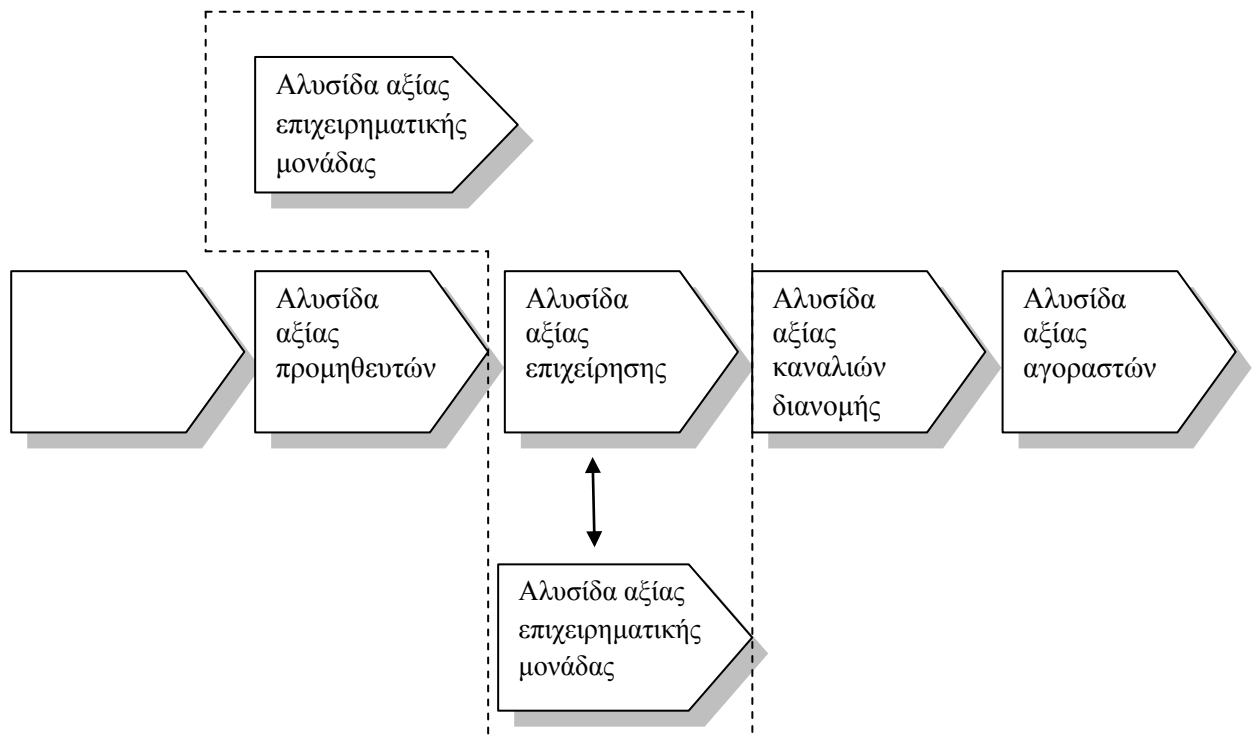 Αλυσίδα αξίας
επιχειρηματικής
μονάδας
Αλυσίδα
αξίας
προμηθευτών
Αλυσίδα
αξίας
επιχείρησης
Αλυσίδα
αξίας
καναλιών
διανομής
Αλυσίδα
αξίας
αγοραστών
Αλυσίδα αξίας
επιχειρηματικής
μονάδας